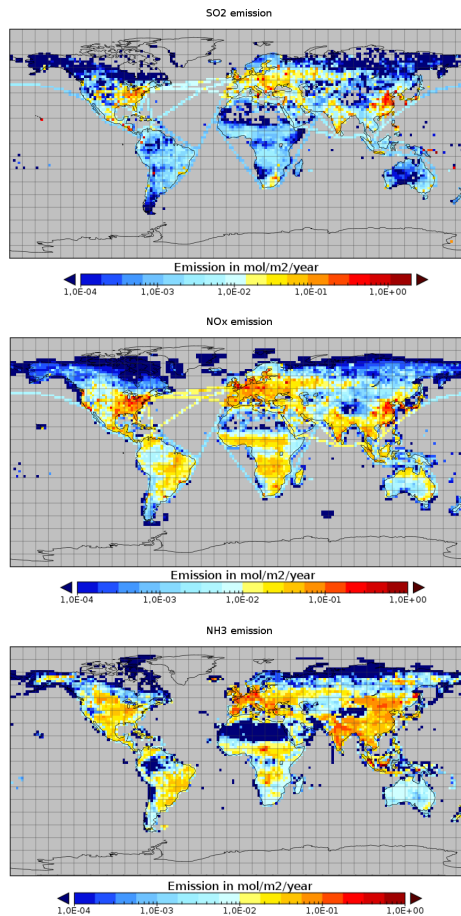 SO2 emission
Emission in mol/m2/year
1,0E-04 1,0E-03 1,0E-02 1,0E-01 1,0E+00
NOx emission
Emission in mol/m2/year
1,0E-04 1,0E-03 1,0E-02 1,0E-01 1,0E+00
NH3 emission
Emission in mol/m2/year
1,0E-04 1,0E-03 1,0E-02 1,0E-01 1,0E+00